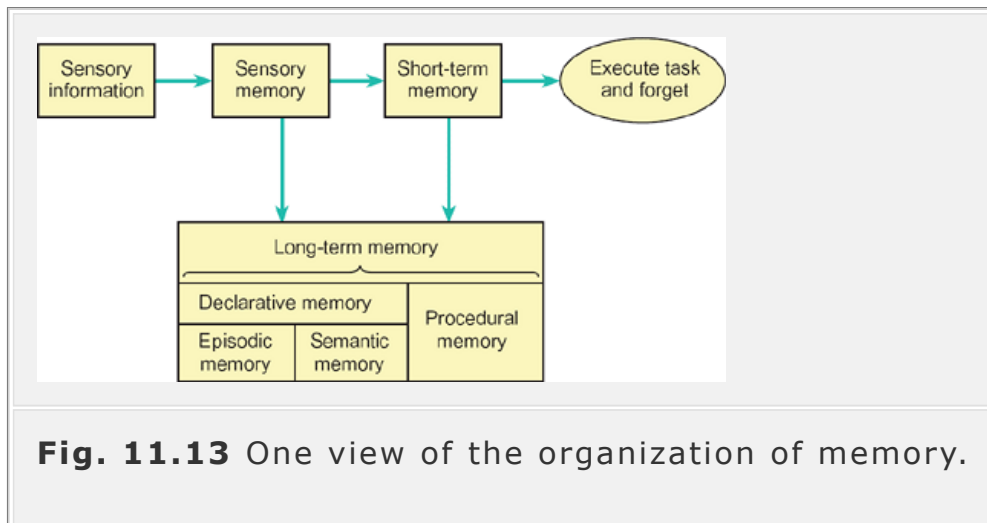 Sensory
information
Sensory
memory
Short-term
memory
Execute task
and forget
Long-term memory
Declarative memory
Episodic
memory
Semantic
memory
Procedural
memory
Fig. 11.13 One view of the organization of memory.